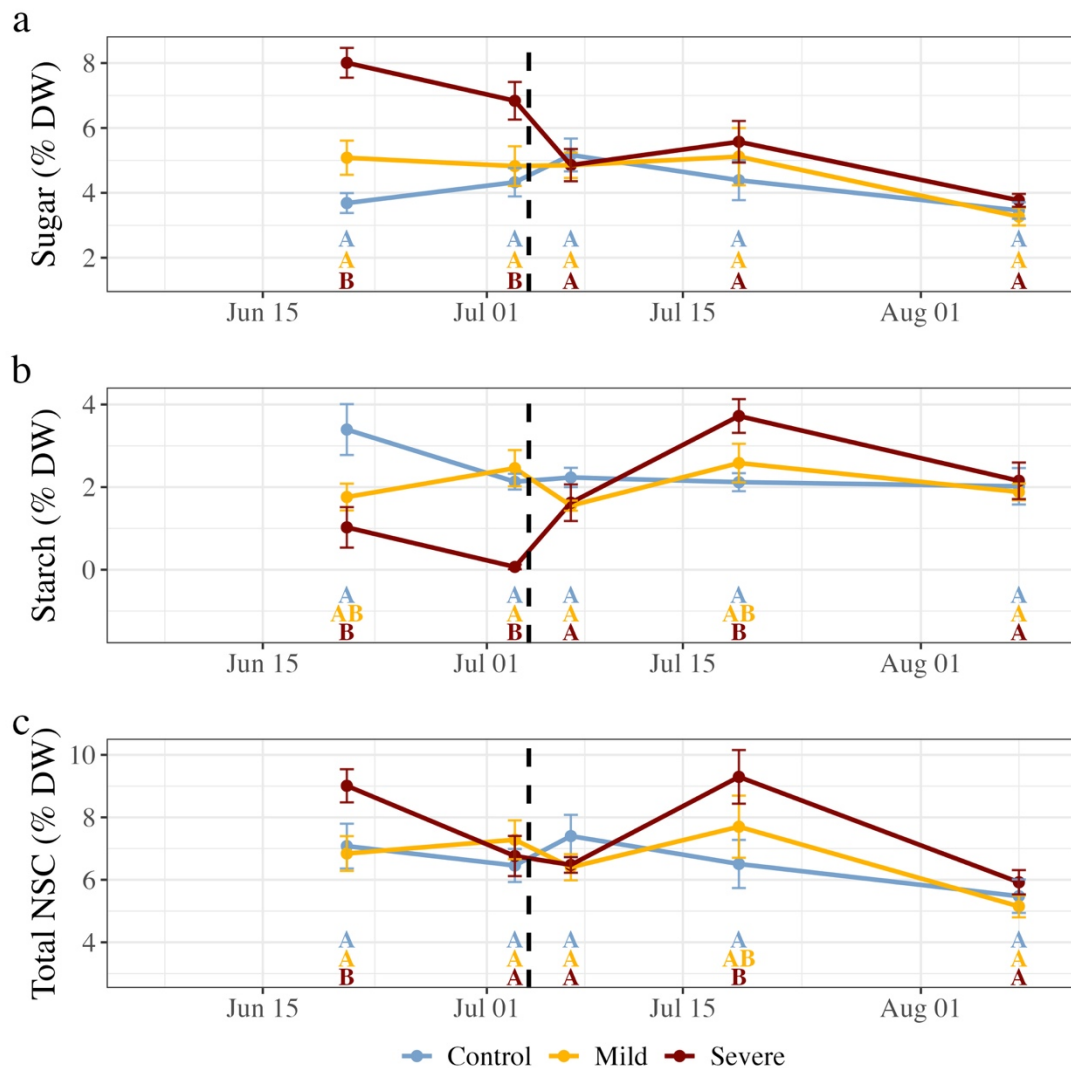 a
Sugar (% DW)
8
6
4
2
A A A A A
A A A A A
B B A A A
Jun 15 Jul 01 Jul 15 Aug 01
b
Starch (% DW)
4
2
0
A A A A A
AB A A AB A
B B A B A
Jun 15 Jul 01 Jul 15 Aug 01
c
Total NSC (% DW)
10
8
6
4
A A A A A
A A A AB A
B A A B A
Jun 15 Jul 01 Jul 15 Aug 01
Control Mild Severe